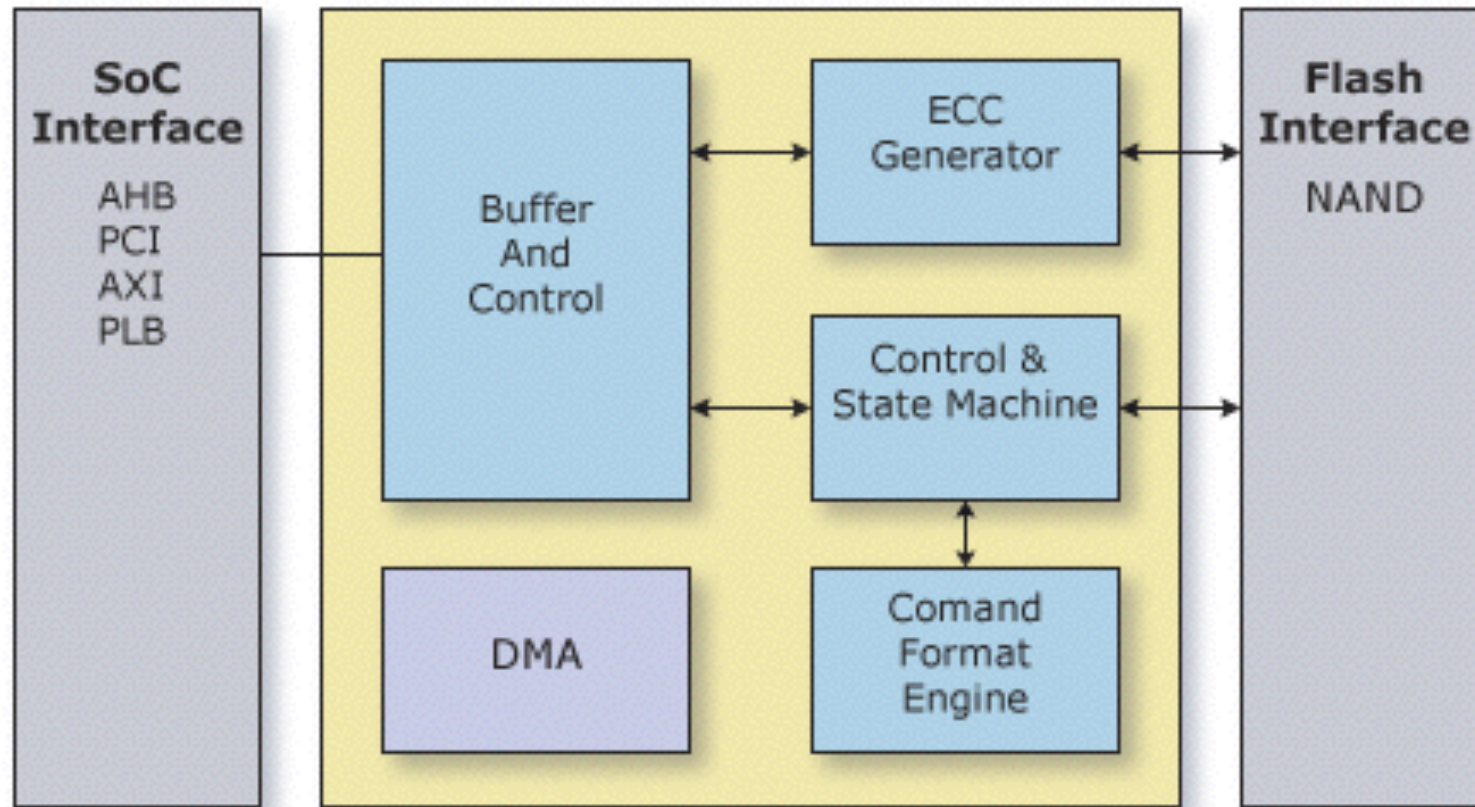 SoC
Interface
AHB
PCI
AXI
PLB
Buffer
And
Control
DMA
ECC
Generator
Control &
State Machine
Comand
Format
Engine
Flash
Interface
NAND